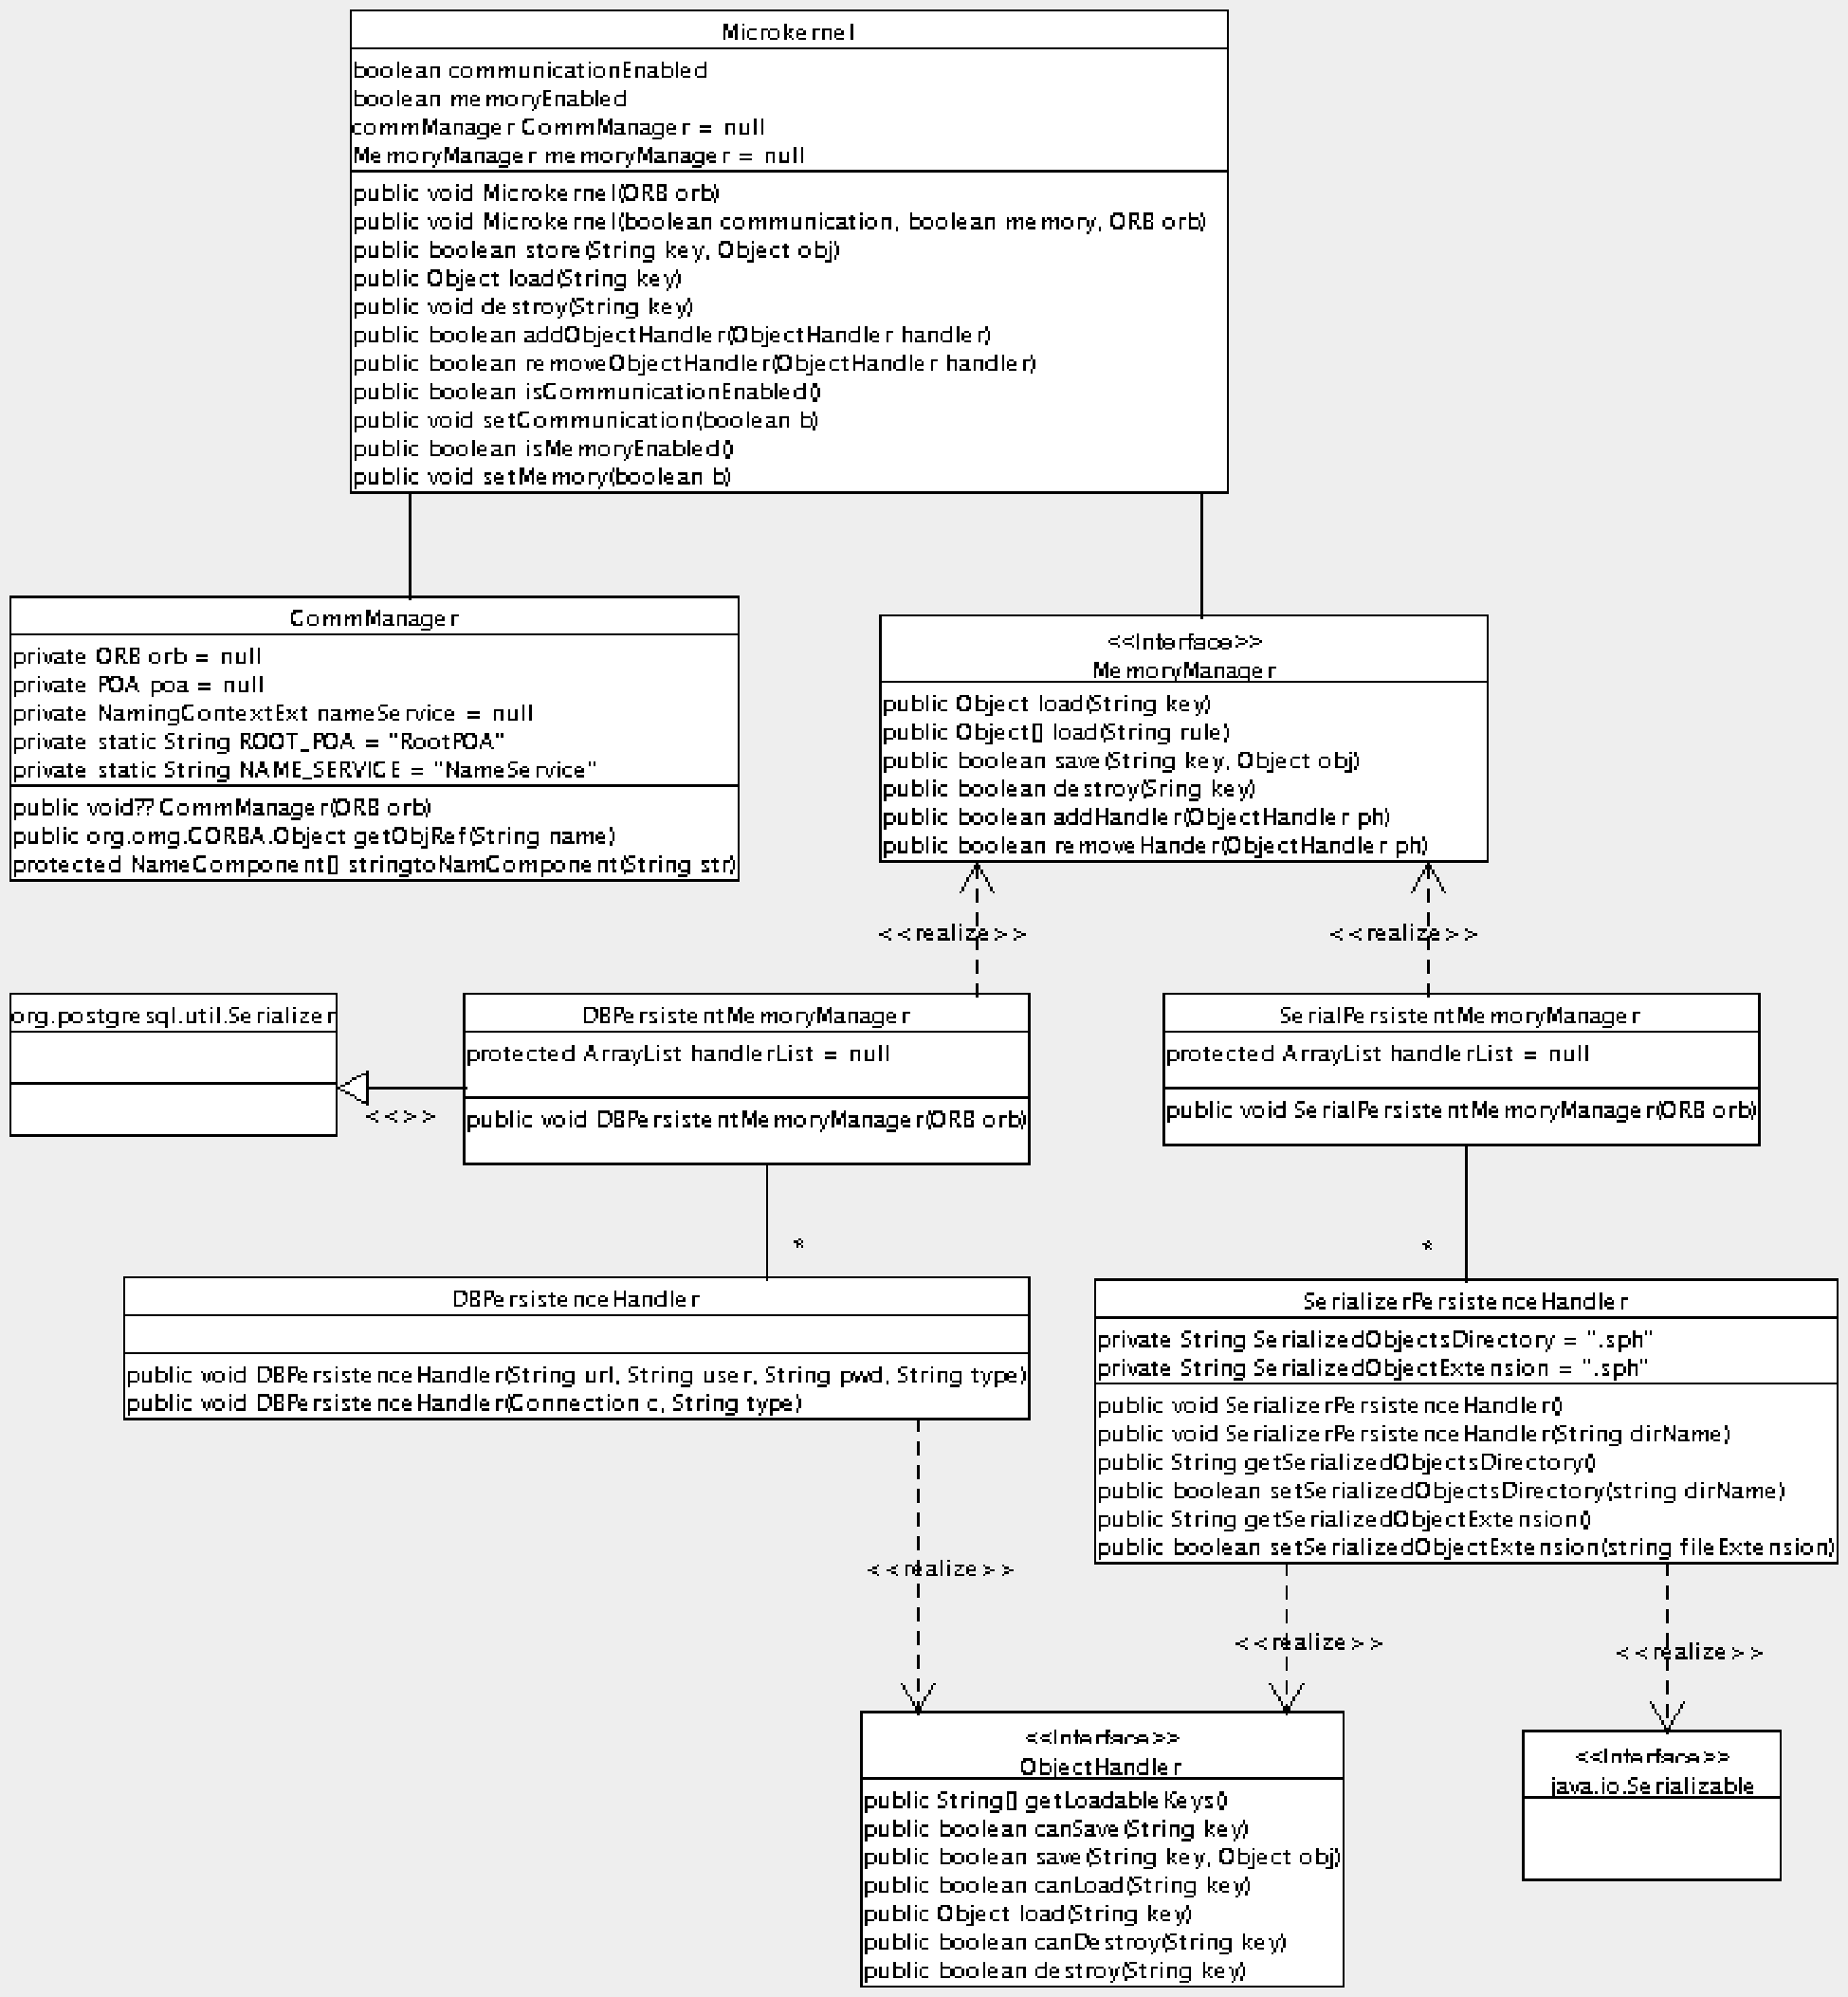 Microkernel
boolean communicationEnabled
boolean memoryEnabled
commManager CommManager = null
MemoryManager memoryManager = null
public void Microkernel(ORB orb)
public void Microkernel(boolean communication, boolean memory, ORB orb)
public boolean store(String key, Object obj)
public Object load(String key)
public void destroy(String key)
public boolean addObjectHandler(ObjectHandler handler)
public boolean removeObjectHandler(ObjectHandler handler)
public boolean isCommunicationEnabled()
public void setCommunication(boolean b)
public boolean isMemoryEnabled()
public void setMemory(boolean b)
CommManager
private ORB orb = null
private POA poa = null
private NamingContextExt nameService = null
private static String ROOT_POA = "RootPOA"
private static String NAME_SERVICE = "NameService"
public void?? CommManager(ORB orb)
public org.omg.CORBA.Object getObjRef(String name)
protected NameComponent[] stringtoNamComponent(String str)
<<Interface>>
MemoryManager
public Object load(String key)
public Object[] load(String rule)
public boolean save(String key, Object obj)
public boolean destroy(Sring key)
public boolean addHandler(ObjectHandler ph)
public boolean removeHander(ObjectHandler ph)
<<realize>>
<<realize>>
org.postgresql.util.Serializer
<<>>
DBPersistentMemoryManager
protected ArrayList handlerList = null
public void DBPersistentMemoryManager(ORB orb)
SerialPersistentMemoryManager
protected ArrayList handlerList = null
public void SerialPersistentMemoryManager(ORB orb)
*
*
DBPersistenceHandler
public void DBPersistenceHandler(String url, String user, String pwd, String type)
public void DBPersistenceHandler(Connection c, String type)
SerializerPersistenceHandler
private String SerializedObjectsDirectory = ".sph"
private String SerializedObjectExtension = ".sph"
public void SerializerPersistenceHandler()
public void SerializerPersistenceHandler(String dirName)
public String getSerializedObjectsDirectory()
public boolean setSerializedObjectsDirectory(string dirName)
public String getSerializedObjectExtension()
public boolean setSerializedObjectExtension(string fileExtension)
<<realize>>
<<realize>>
<<realize>>
<<Interface>>
ObjectHandler
public String[] getLoadableKeys()
public boolean canSave(String key)
public boolean save(String key, Object obj)
public boolean canLoad(String key)
public Object load(String key)
public boolean canDestroy(String key)
public boolean destroy(String key)
<<Interface>>
java.io.Serializable